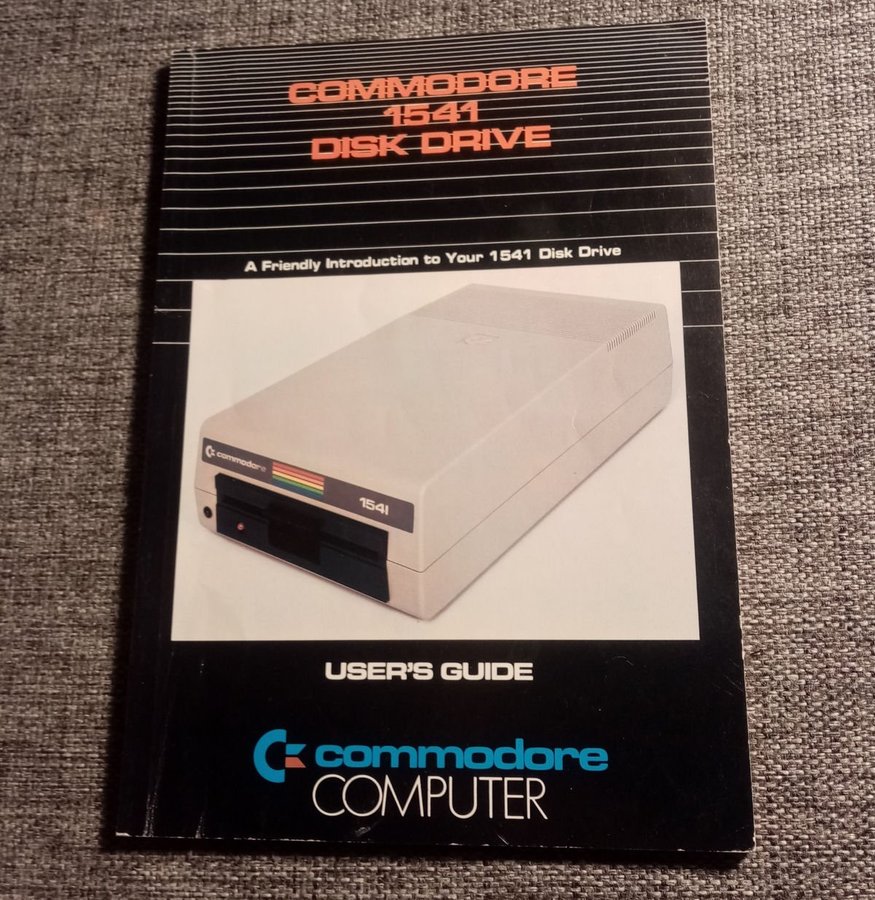 COMMODORE
1541
DISK DRIVE
A Friendly Introduction to Your 1541 Disk Drive
commodore
1541
USER'S GUIDE
commodore
COMPUTER